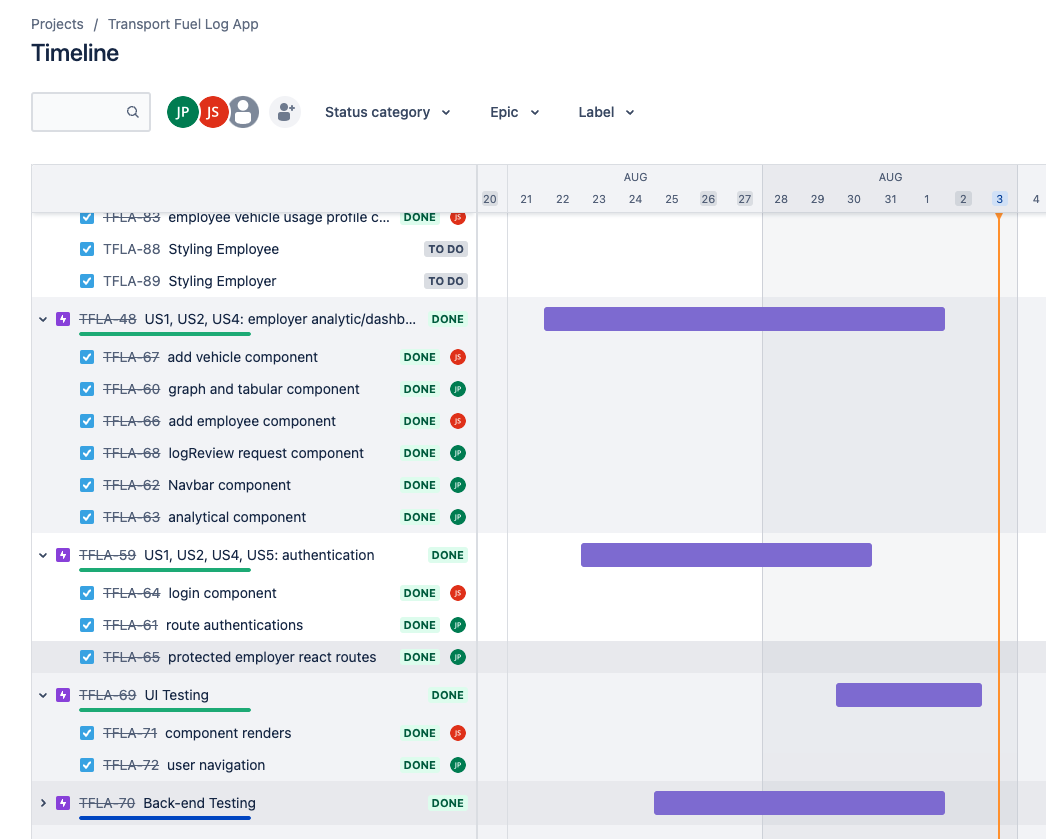 Projects / Transport Fuel Log App
Timeline
JP JS Status category Epic Label
AUG AUG
20 21 22 23 24 25 26 27 28 29 30 31 1 2 3 4
TFLA-83 employee vehicle usage profile c... DONE JS
TFLA-88 Styling Employee TO DO
TFLA-89 Styling Employer TO DO
TFLA-48 US1, US2, US4: employer analytic/dashb... DONE
TFLA-67 add vehicle component DONE JS
TFLA-60 graph and tabular component DONE JP
TFLA-66 add employee component DONE JS
TFLA-68 logReview request component DONE JP
TFLA-62 Navbar component DONE JP
TFLA-63 analytical component DONE JP
TFLA-59 US1, US2, US4, US5: authentication DONE
TFLA-64 login component DONE JS
TFLA-61 route authentications DONE JP
TFLA-65 protected employer react routes DONE JP
TFLA-69 UI Testing DONE
TFLA-71 component renders DONE JS
TFLA-72 user navigation DONE JP
TFLA-70 Back-end Testing DONE